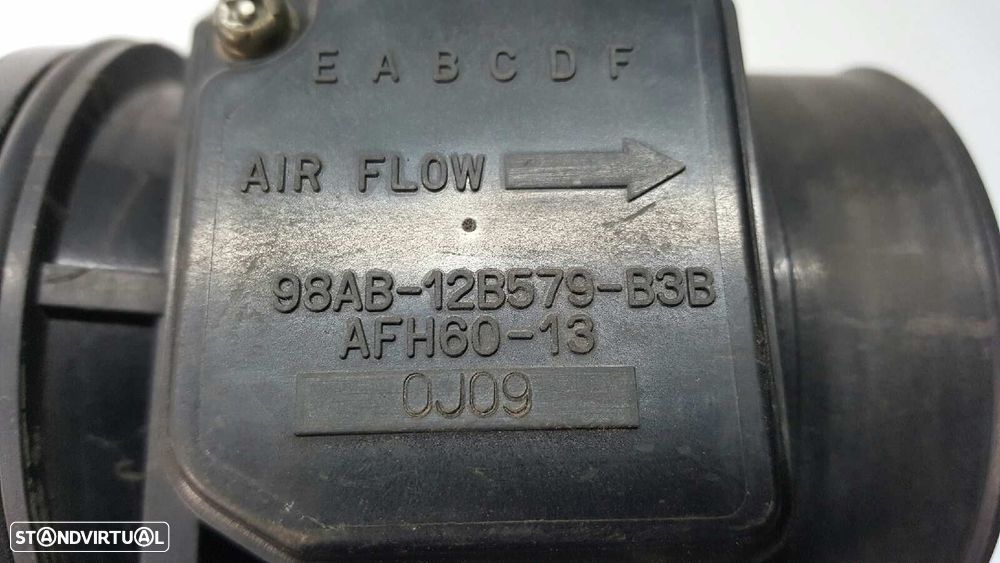 E A B C D F
AIR FLOW
98AB-12B579-B3B
AFH60-13
0J09
STANDVIRTUAL